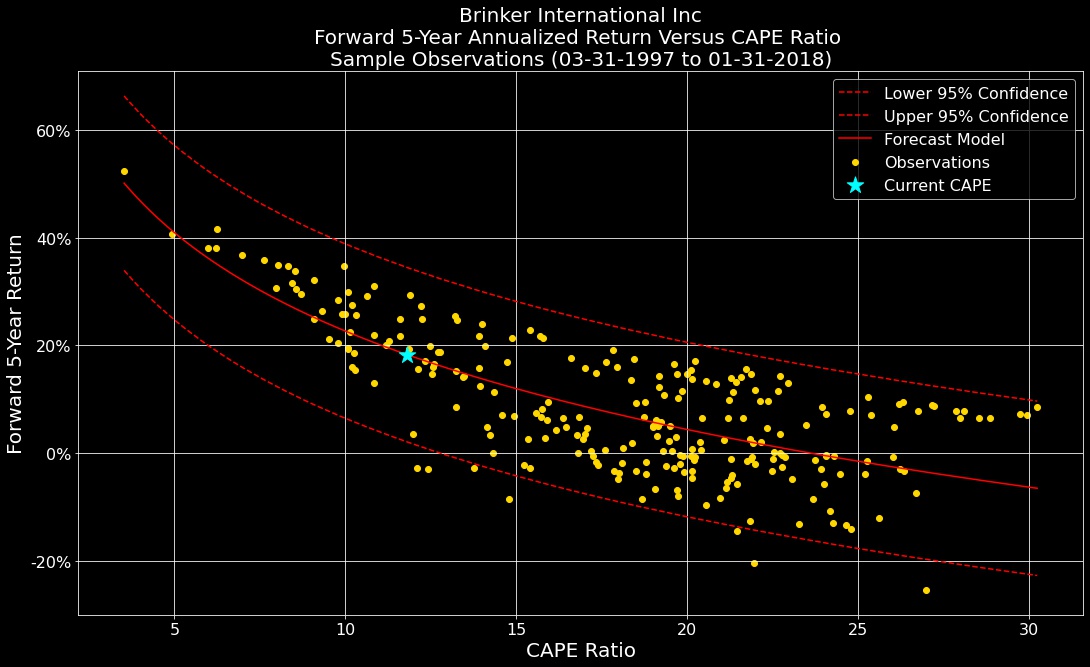 Brinker International Inc
Forward 5-Year Annualized Return Versus CAPE Ratio
Sample Observations (03-31-1997 to 01-31-2018)
Lower 95% Confidence
Upper 95% Confidence
Forecast Model
Observations
Current CAPE
Forward 5-Year Return
60%
40%
20%
0%
-20%
5
10
15
20
25
30
CAPE Ratio